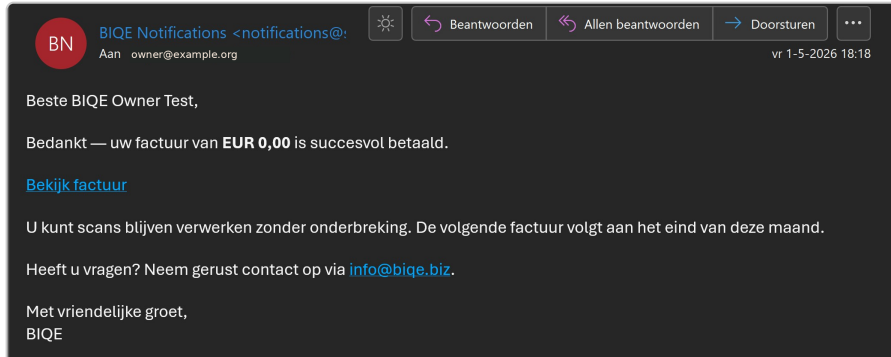 BN
BIQE Notifications <notifications@
Beantwoorden
Allen beantwoorden
Doorsturen
Aan owner@example.org
vr 1-5-2026 18:18
Beste BIQE Owner Test,
Bedankt — uw factuur van EUR 0,00 is succesvol betaald.
Bekijk factuur
U kunt scans blijven verwerken zonder onderbreking. De volgende factuur volgt aan het eind van deze maand.
Heeft u vragen? Neem gerust contact op via info@biqe.biz.
Met vriendelijke groet,
BIQE